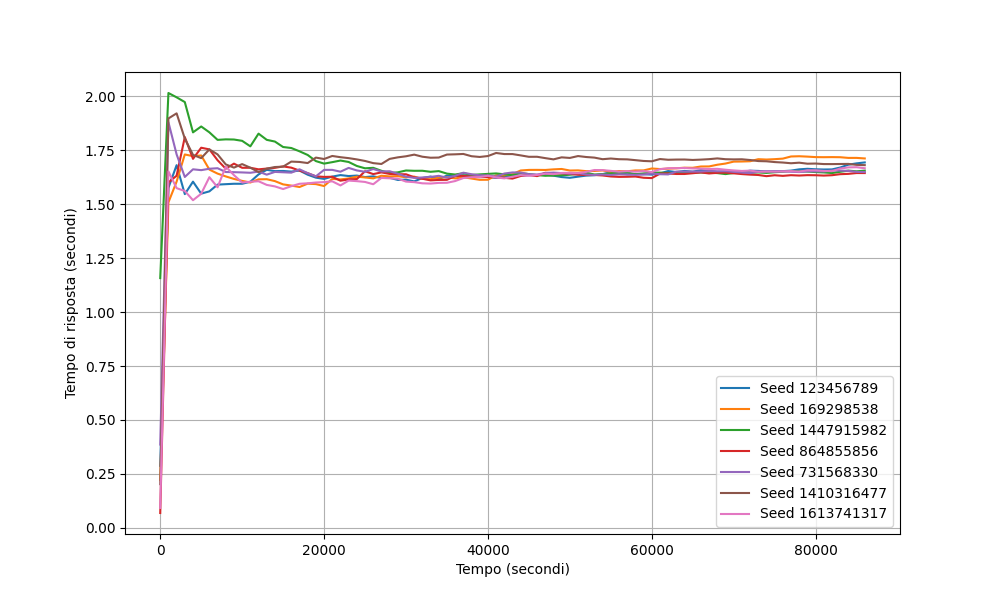 2.00
1.75
1.50
1.25
1.00
0.75
0.50
0.25
0.00
Tempo di risposta (secondi)
0
20000
40000
60000
80000
Tempo (secondi)
Seed 123456789
Seed 169298538
Seed 1447915982
Seed 864855856
Seed 731568330
Seed 1410316477
Seed 1613741317